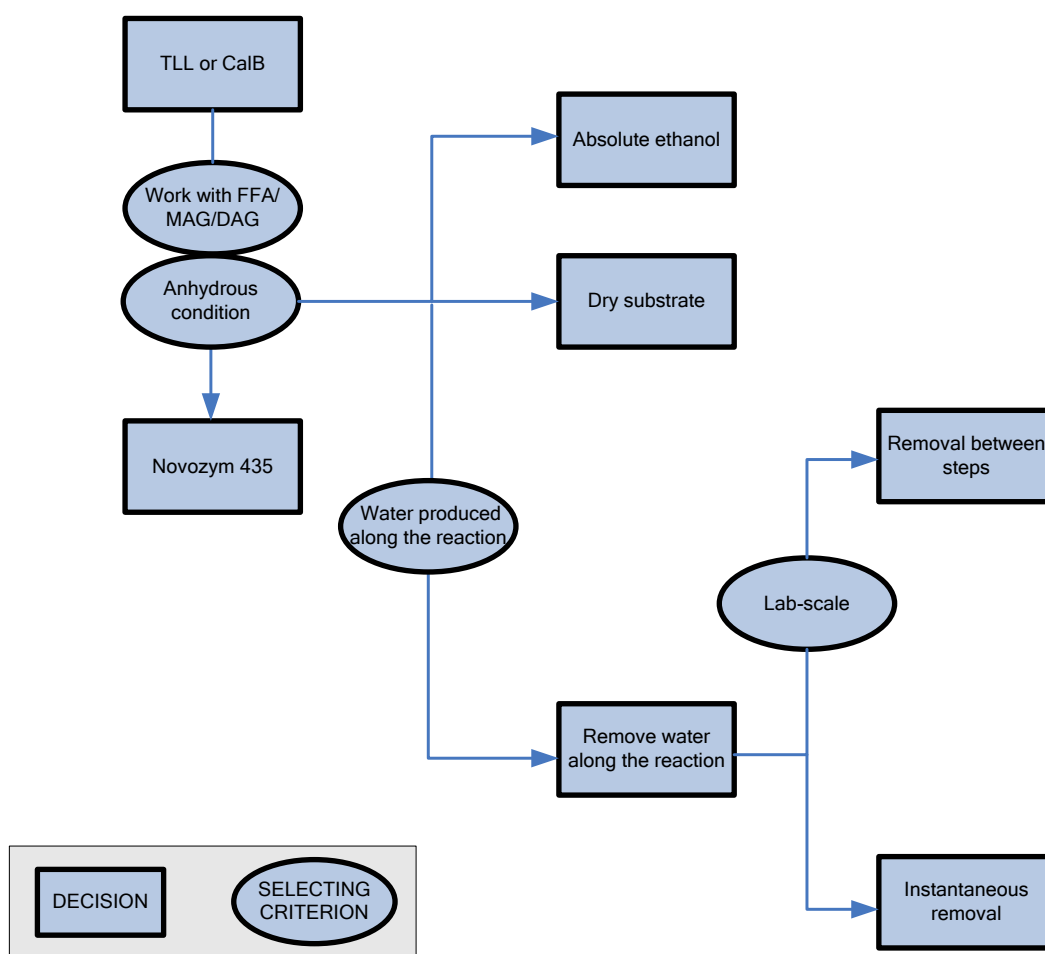 TLL or CalB
Absolute ethanol
Work with FFA/
MAG/DAG
Anhydrous
condition
Dry substrate
Novozym 435
Removal between
steps
Water produced
along the reaction
Lab-scale
Remove water
along the reaction
DECISION
SELECTING
CRITERION
Instantaneous
removal